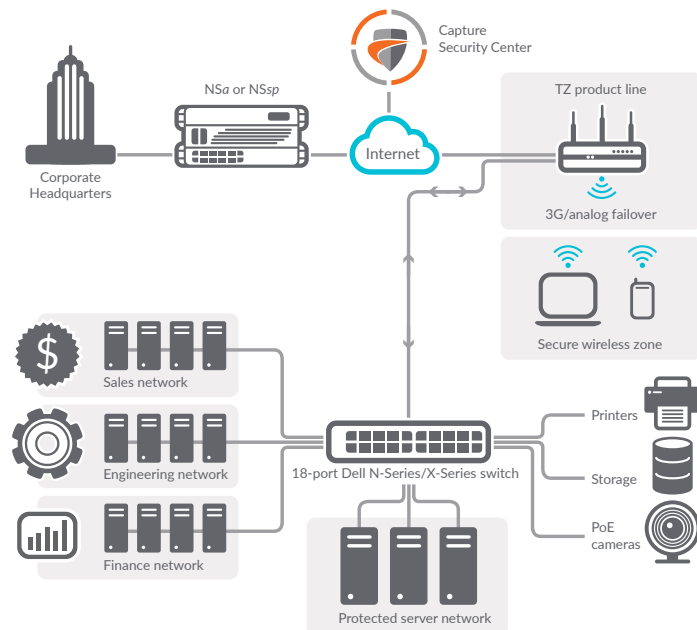 Capture
Security Center
NSa or NSsp
TZ product line
Internet
Corporate
Headquarters
3G/analog failover
Secure wireless zone
$
Sales network
Printers
Engineering network
18-port Dell N-Series/X-Series switch
Storage
PoE
cameras
Finance network
Protected server network